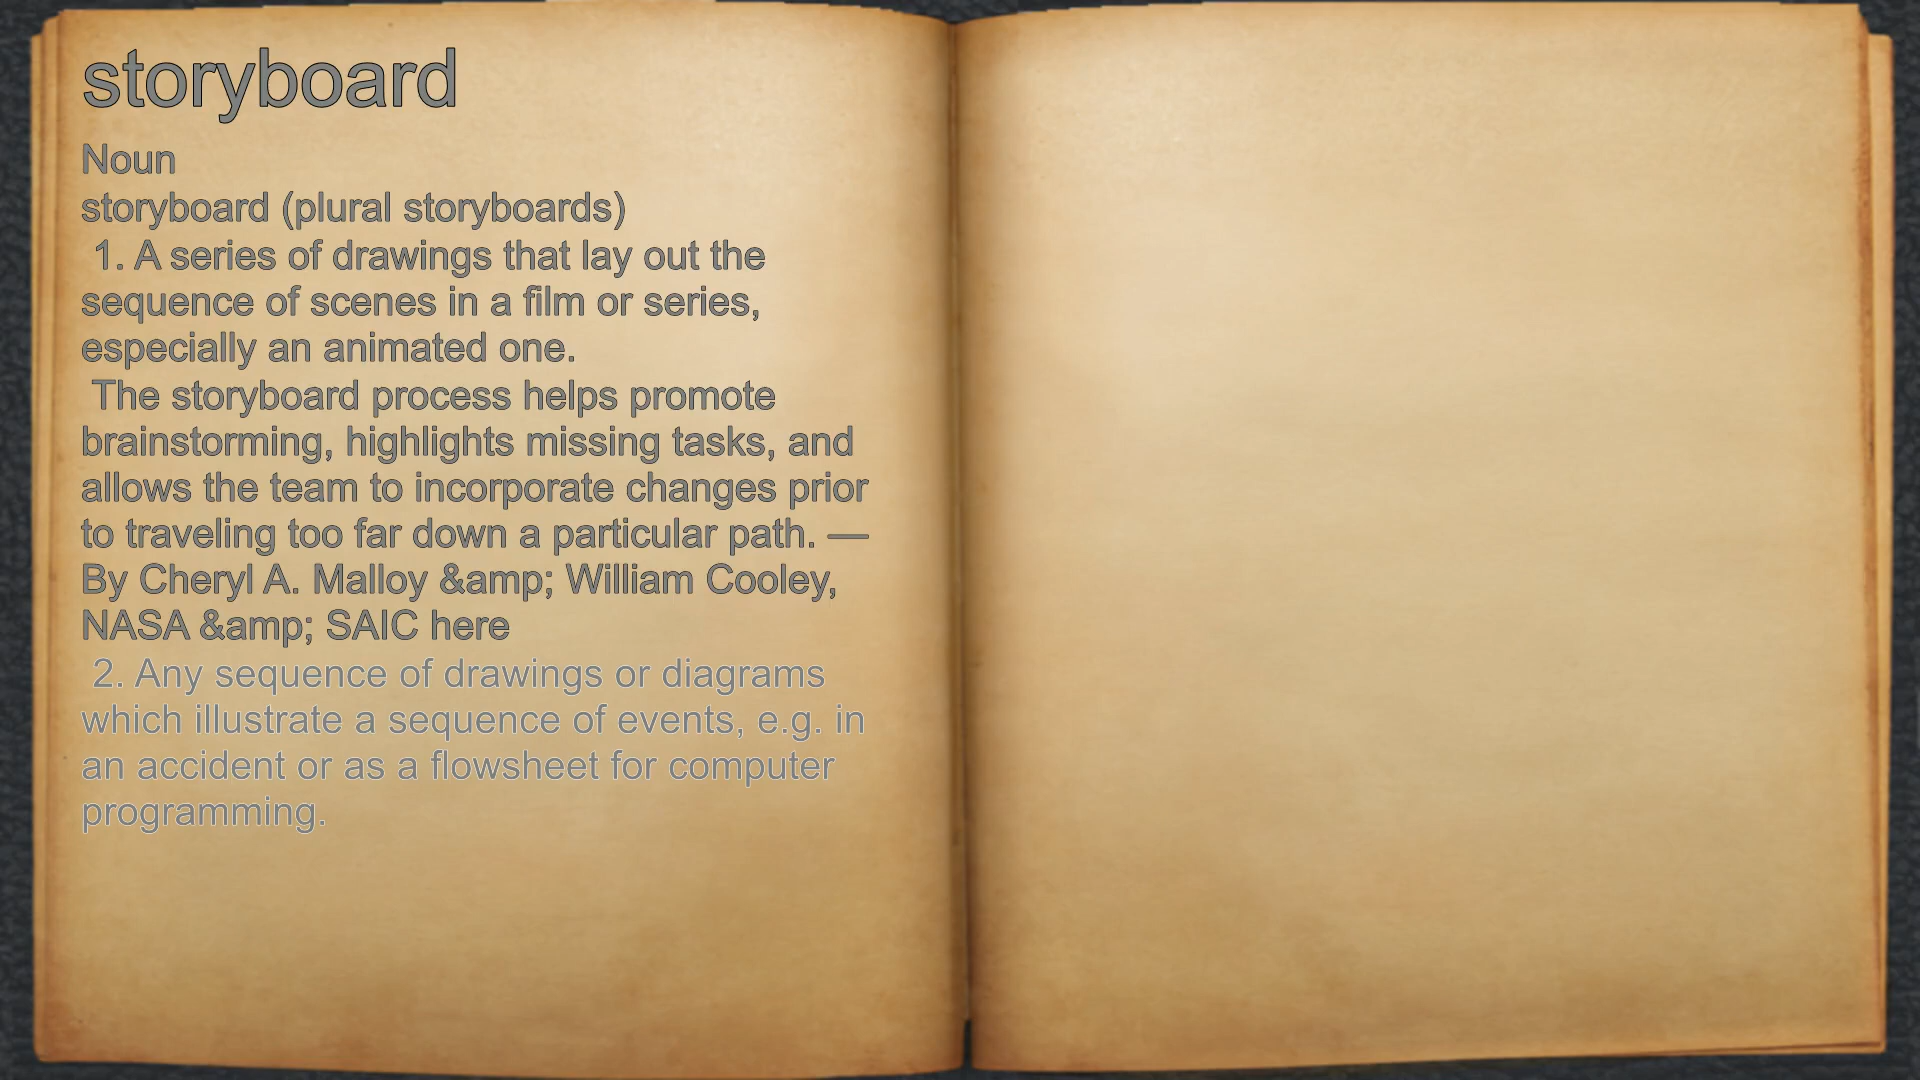 storyboard
Noun
storyboard (plural storyboards)
1. A series of drawings that lay out the
sequence of scenes in a film or series,
especially an animated one.
The storyboard process helps promote
brainstorming, highlights missing tasks, and
allows the team to incorporate changes prior
to traveling too far down a particular path. —
By Cheryl A. Malloy &amp; William Cooley,
NASA &amp; SAIC here
2. Any sequence of drawings or diagrams
which illustrate a sequence of events, e.g. in
an accident or as a flowsheet for computer
programming.